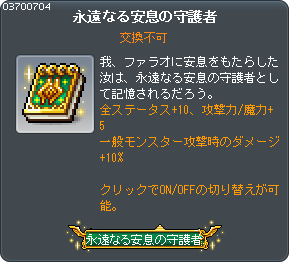 03700704
永遠なる安息の守護者
交換不可
我、ファラオに安息をもたらした
汝は、永遠なる安息の守護者とし
て記憶されるだろう。
全ステータス+10、攻撃力/魔力+
5
一般モンスター攻撃時のダメージ
+10%
クリックでON/OFFの切り替えが可
能。
永遠なる安息の守護者